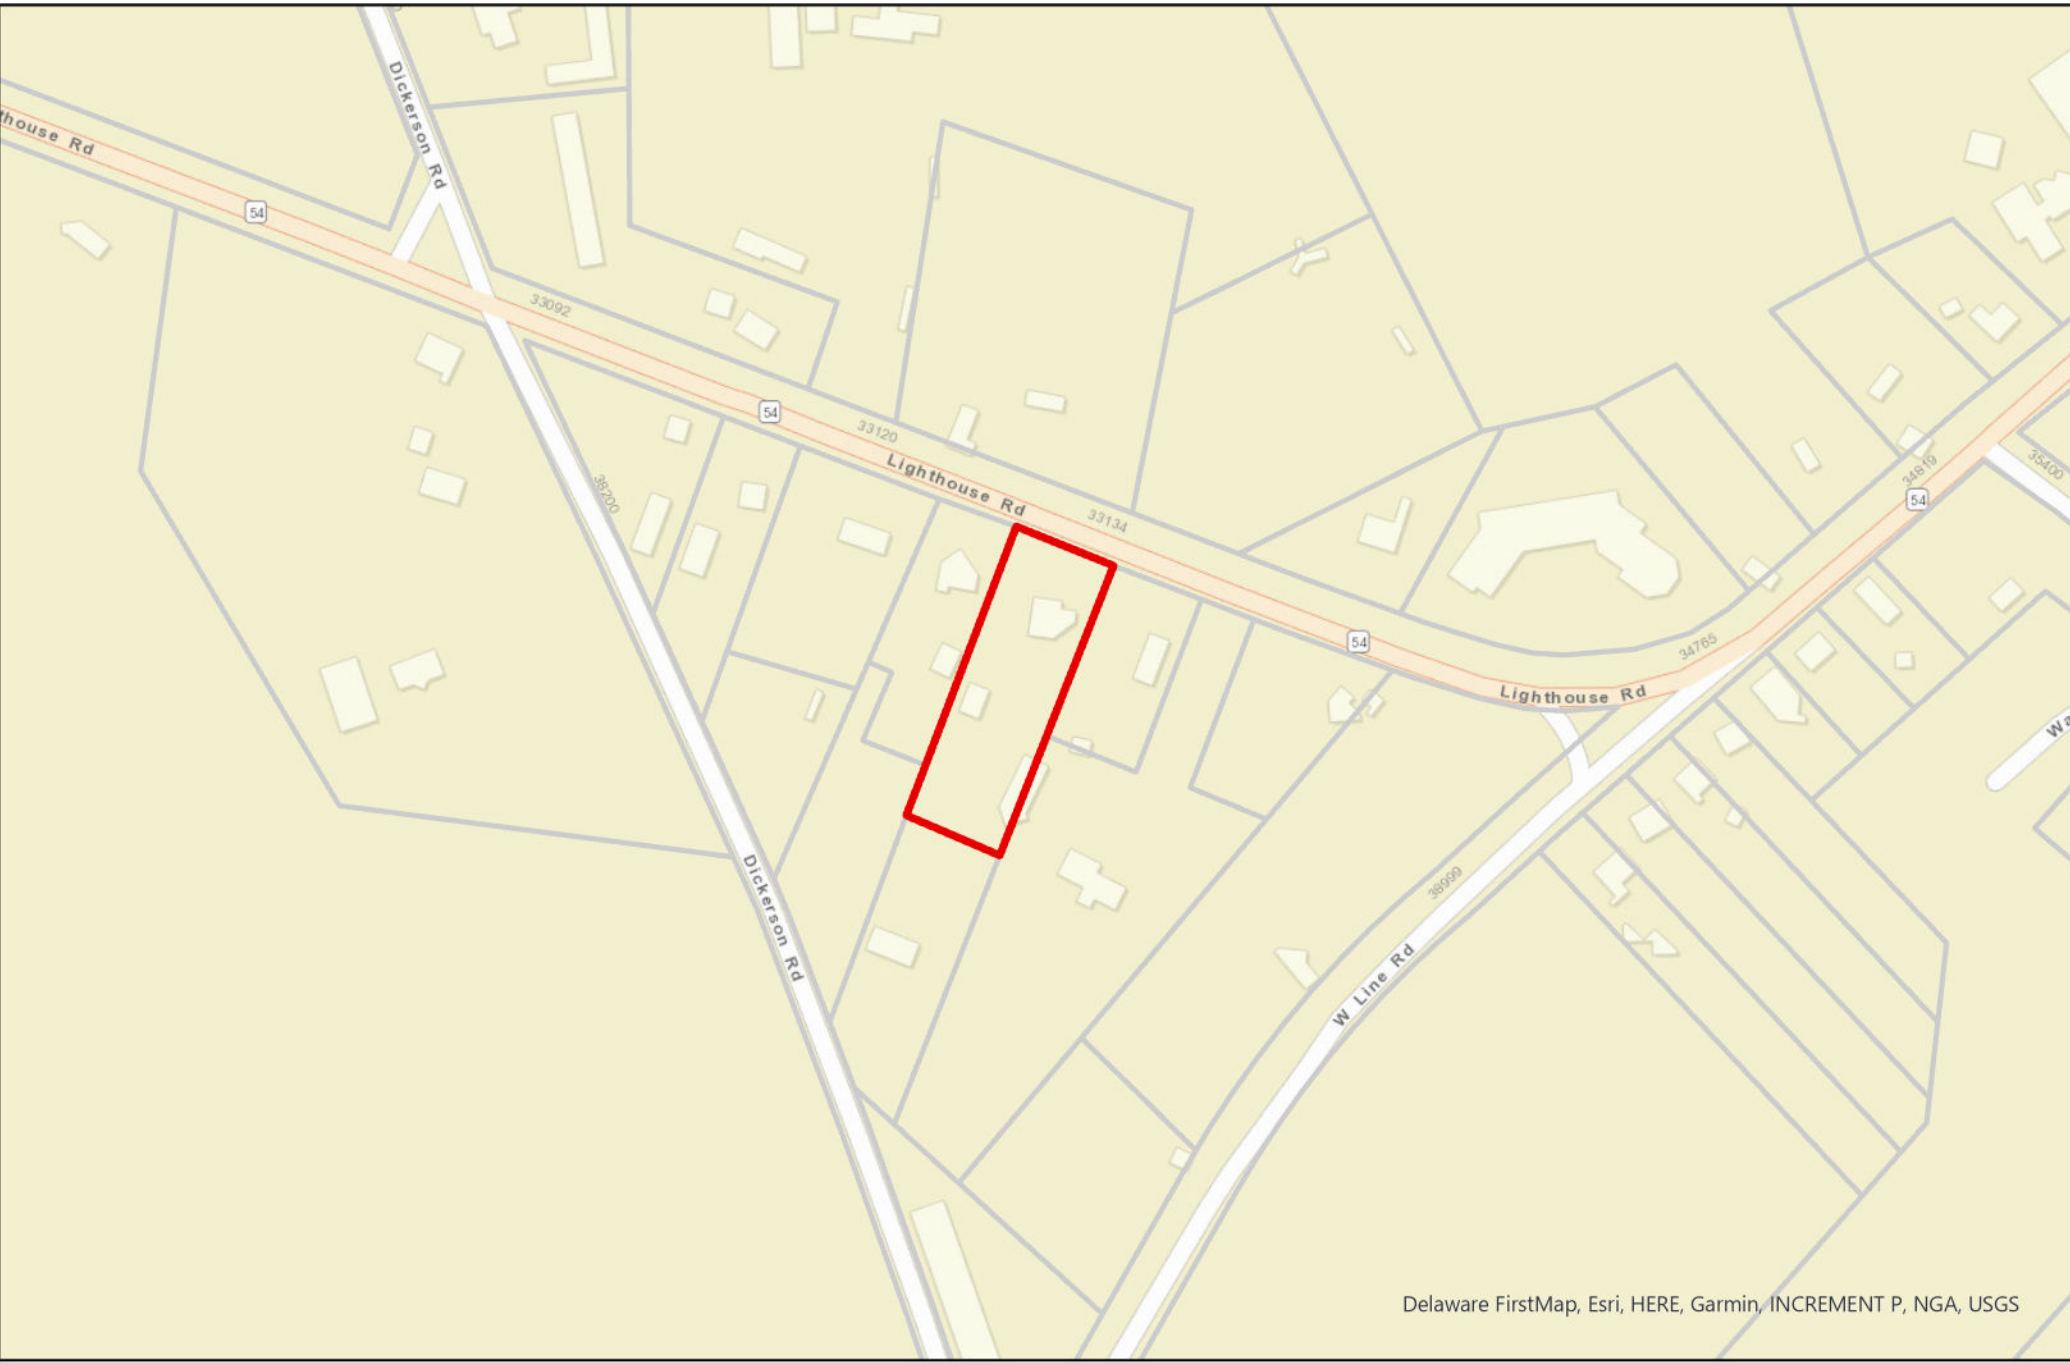 Dickerson Rd
thouse Rd
54
33092
54
33120
Lighthouse Rd
33134
38200
54
34819
35400
54
34765
Lighthouse Rd
Wa
Dickerson Rd
38999
W Line Rd
Delaware FirstMap, Esri, HERE, Garmin, INCREMENT P, NGA, USGS